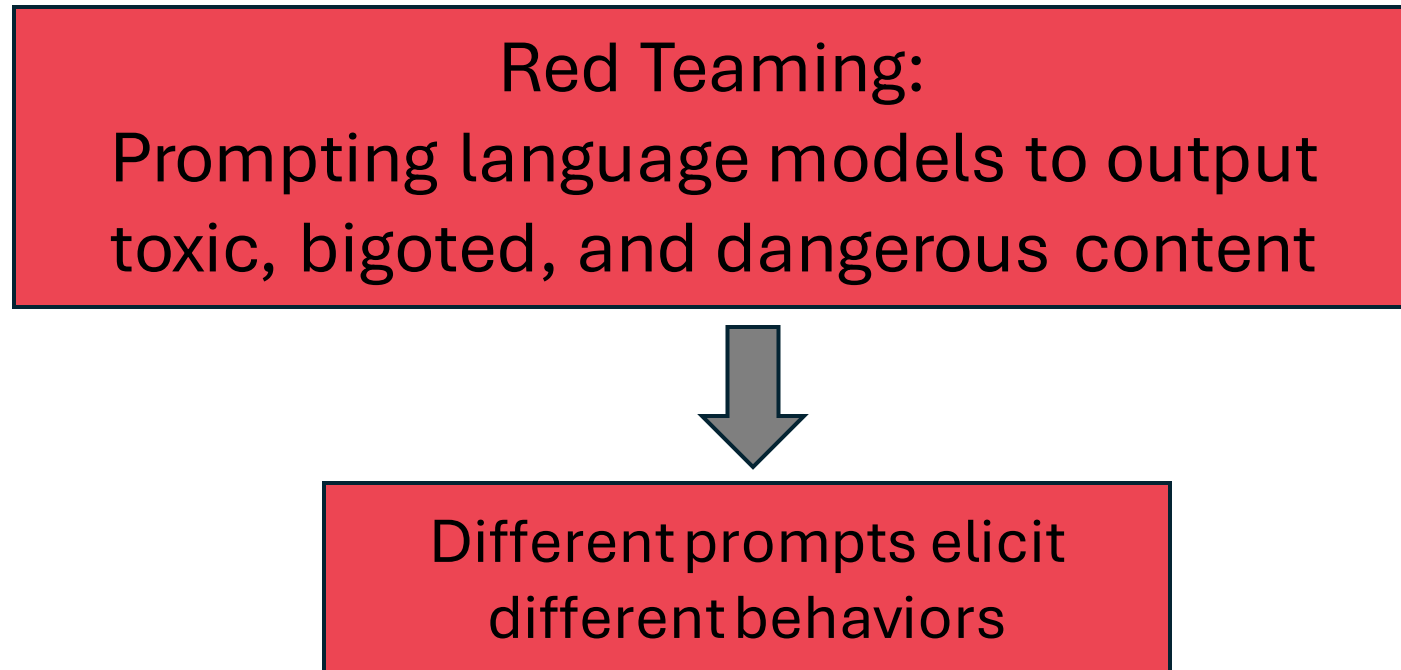 Red Teaming:
Prompting language models to output
toxic, bigoted, and dangerous content
Different prompts elicit
different behaviors